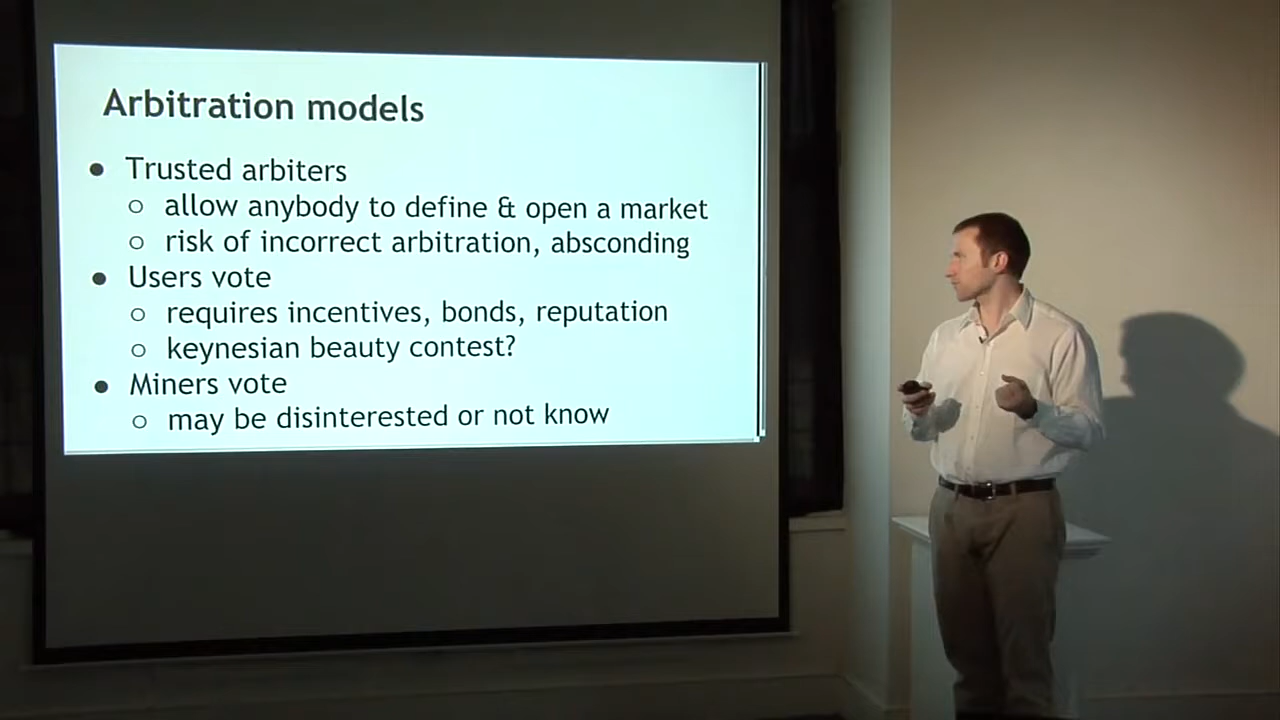 Arbitration models
● Trusted arbiters
○ allow anybody to define & open a market
○ risk of incorrect arbitration, absconding
● Users vote
○ requires incentives, bonds, reputation
○ keynesian beauty contest?
● Miners vote
○ may be disinterested or not know